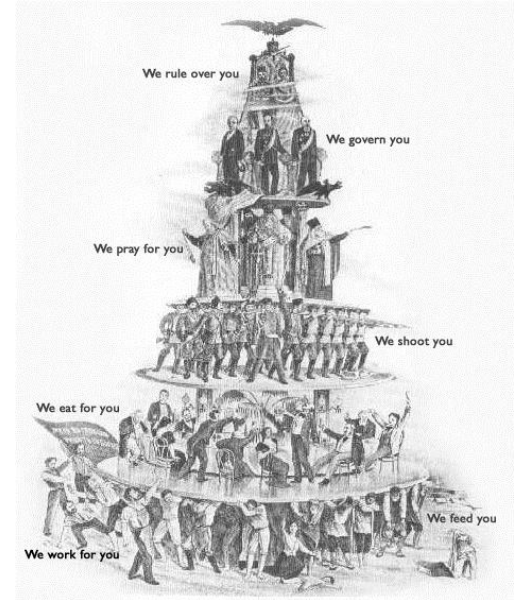 We rule over you
We govern you
We pray for you
We shoot you
We eat for you
We feed you
We work for you